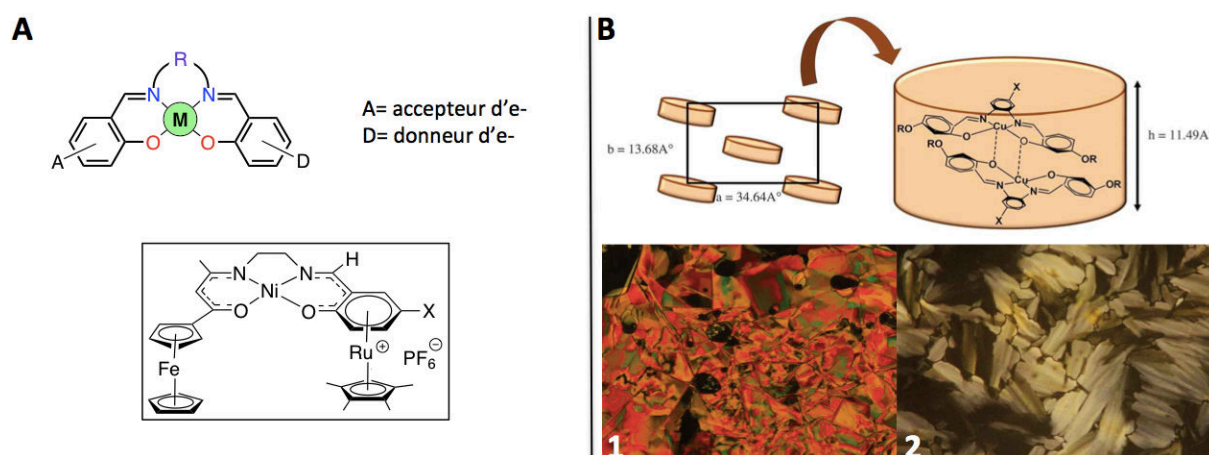 A
R
N
N
M
O
O
A
D
A= accepteur d'e-
D= donneur d'e-
H
N
N
Ni
O
O
X
Ru
+
PF6
−
Fe
B
b = 13.68A°
a = 34.64A°
X
N
N
Cu
O
O
RO
OR
RO
O
Cu
O
N
N
OR
X
h = 11.49A
1
2